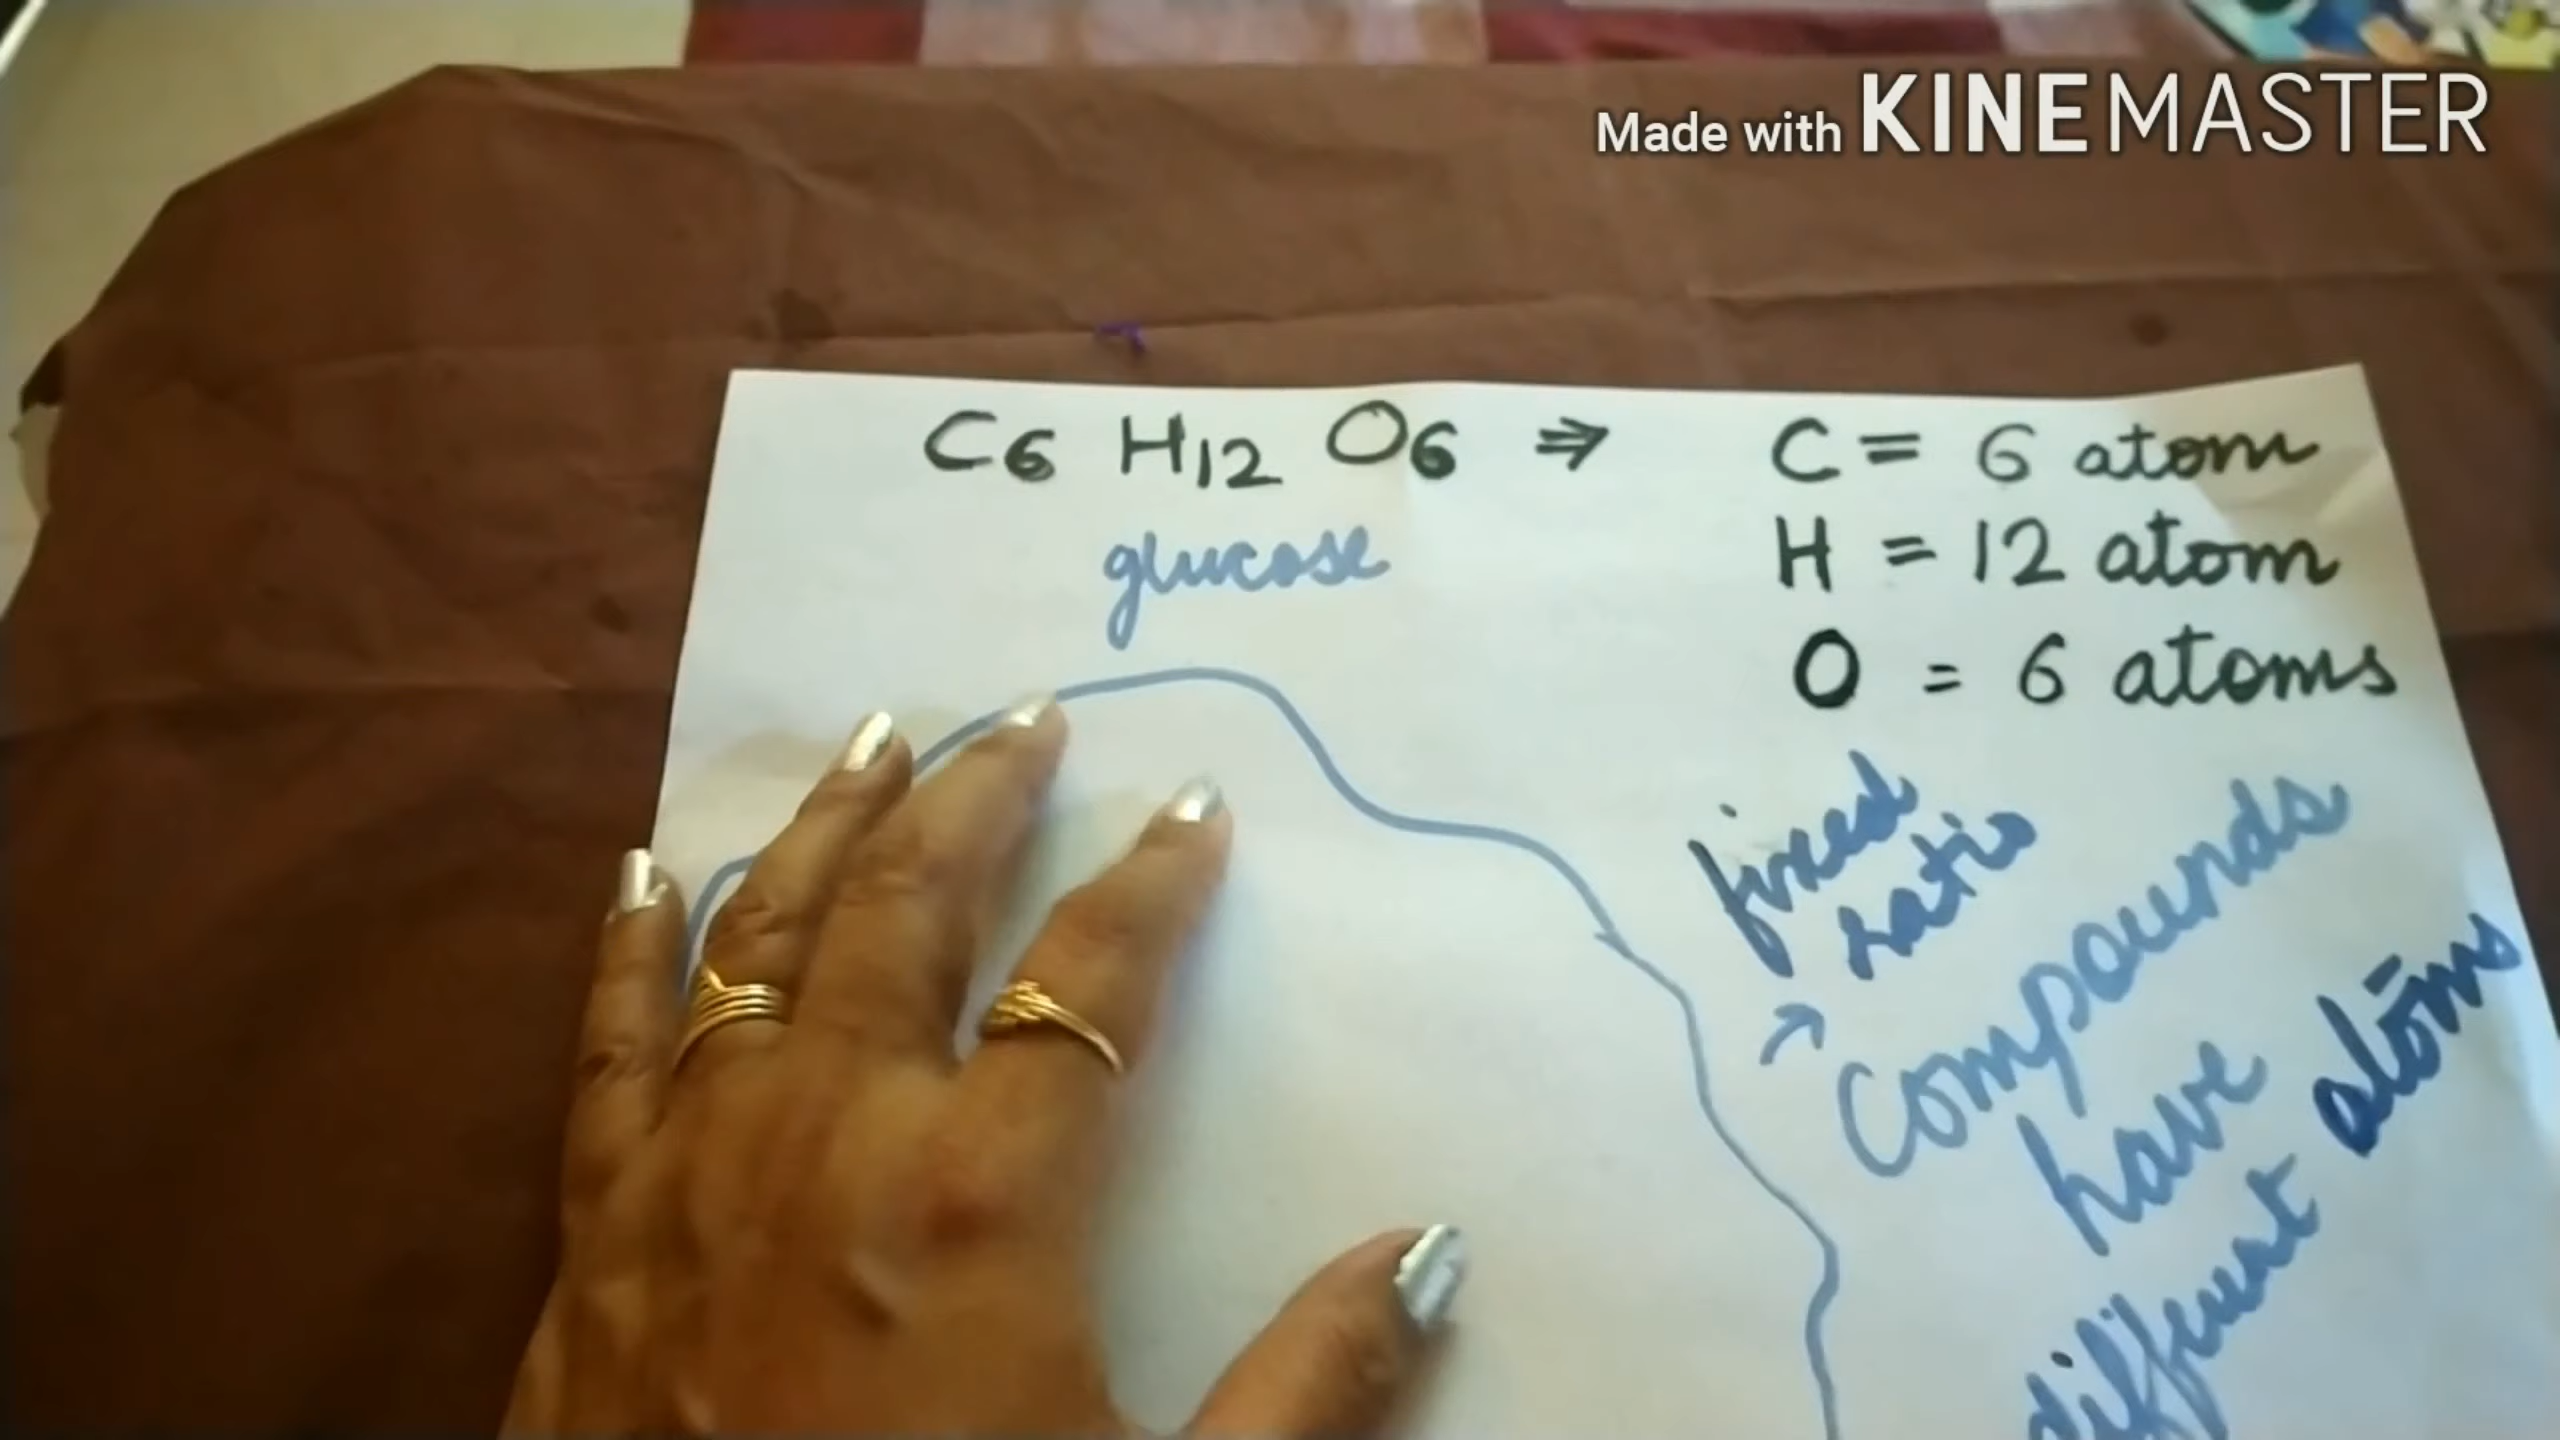 Made with KINEMASTER
C6 H12 O6 ⇒ C = 6 atom
glucose
H = 12 atom
O = 6 atoms
fixed
ratio
→ Compounds
have
different atoms